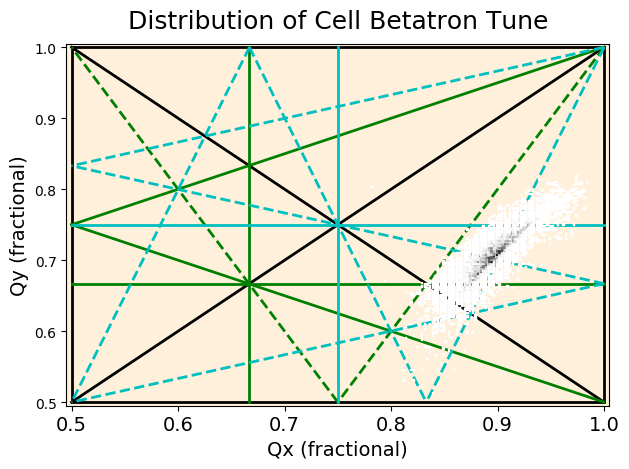 Distribution of Cell Betatron Tune
1.0
0.9
0.8
0.7
0.6
0.5
Qy (fractional)
0.5 0.6 0.7 0.8 0.9 1.0
Qx (fractional)